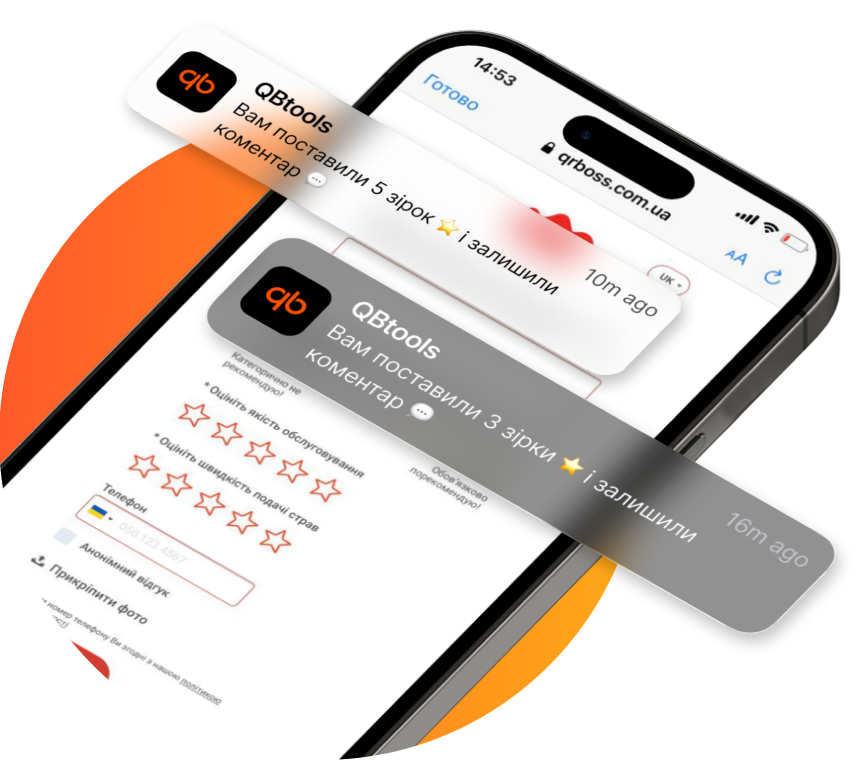 14:53
Готово
qrboss.com.ua
AA
UK
qb
QBtools
Вам поставили 5 зірок ⭐ і залишили
коментар 💬
10m ago
qb
QBtools
Вам поставили 3 зірки ⭐ і залишили
коментар 💬
16m ago
Категорично не
рекомендую!
Обов'язково
порекомендую!
* Оцініть якість обслуговування
* Оцініть швидкість подачі страв
Телефон
050 123 4567
Анонімний відгук
Прикріпити фото
номер телефону Ви згодні з нашою політикою